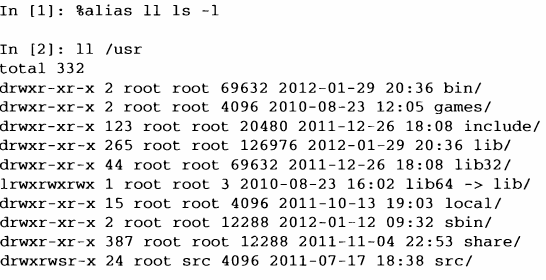 In [1]: %alias ll ls -l
In [2]: ll /usr
total 332
drwxr-xr-x 2 root root 69632 2012-01-29 20:36 bin/
drwxr-xr-x 2 root root 4096 2010-08-23 12:05 games/
drwxr-xr-x 123 root root 20480 2011-12-26 18:08 include/
drwxr-xr-x 265 root root 126976 2012-01-29 20:36 lib/
drwxr-xr-x 44 root root 69632 2011-12-26 18:08 lib32/
lrwxrwxrwx 1 root root 3 2010-08-23 16:02 lib64 -> lib/
drwxr-xr-x 15 root root 4096 2011-10-13 19:03 local/
drwxr-xr-x 2 root root 12288 2012-01-12 09:32 sbin/
drwxr-xr-x 387 root root 12288 2011-11-04 22:53 share/
drwxrwsr-x 24 root src 4096 2011-07-17 18:38 src/